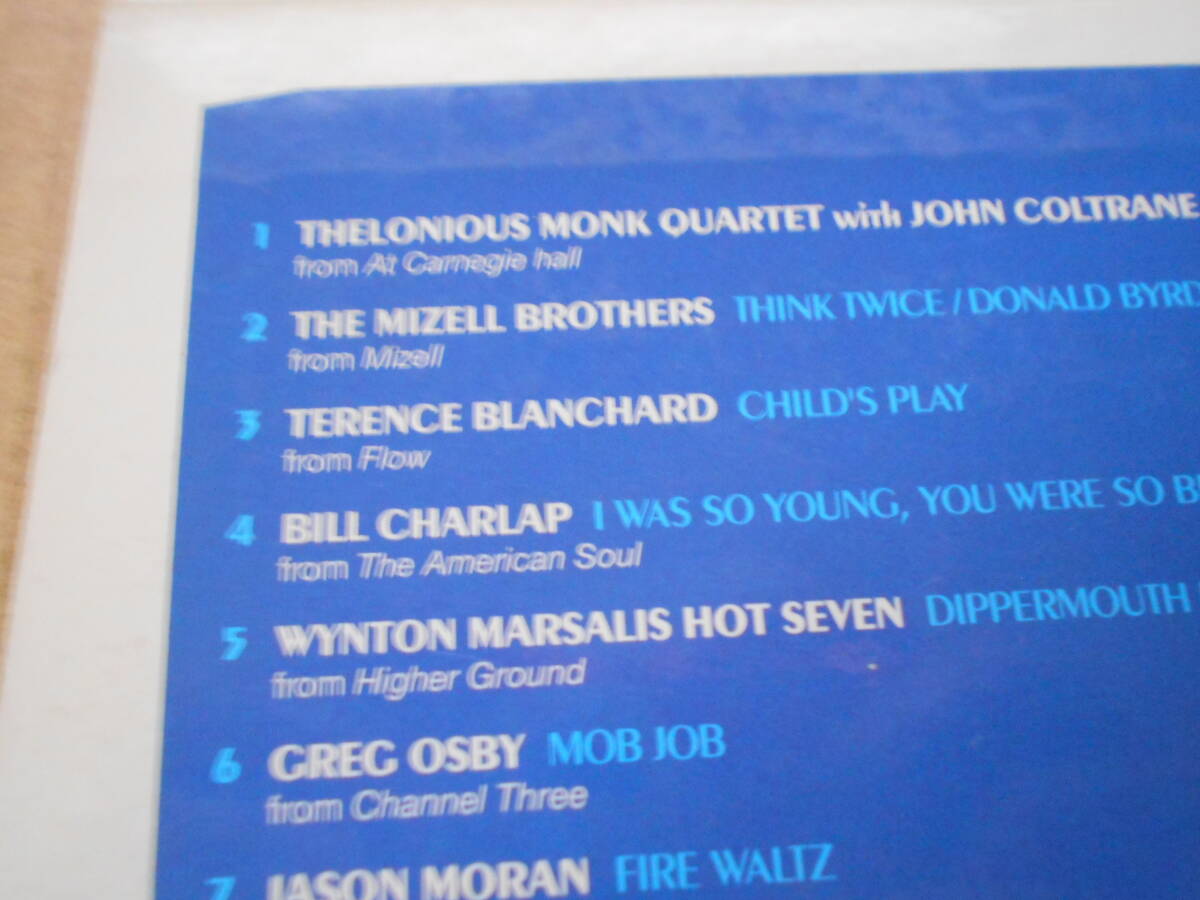 1 THELONIOUS MONK QUARTET with JOHN COLTRANE
from At Carnegie hall
2 THE MIZELL BROTHERS THINK TWICE / DONALD BYRD
from Mizell
3 TERENCE BLANCHARD CHILD'S PLAY
from Flow
4 BILL CHARLAP I WAS SO YOUNG, YOU WERE SO
from The American Soul
5 WYNTON MARSALIS HOT SEVEN DIPPERMOUTH
from Higher Ground
6 GREG OSBY MOB JOB
from Channel Three
7 JASON MORAN FIRE WALTZ